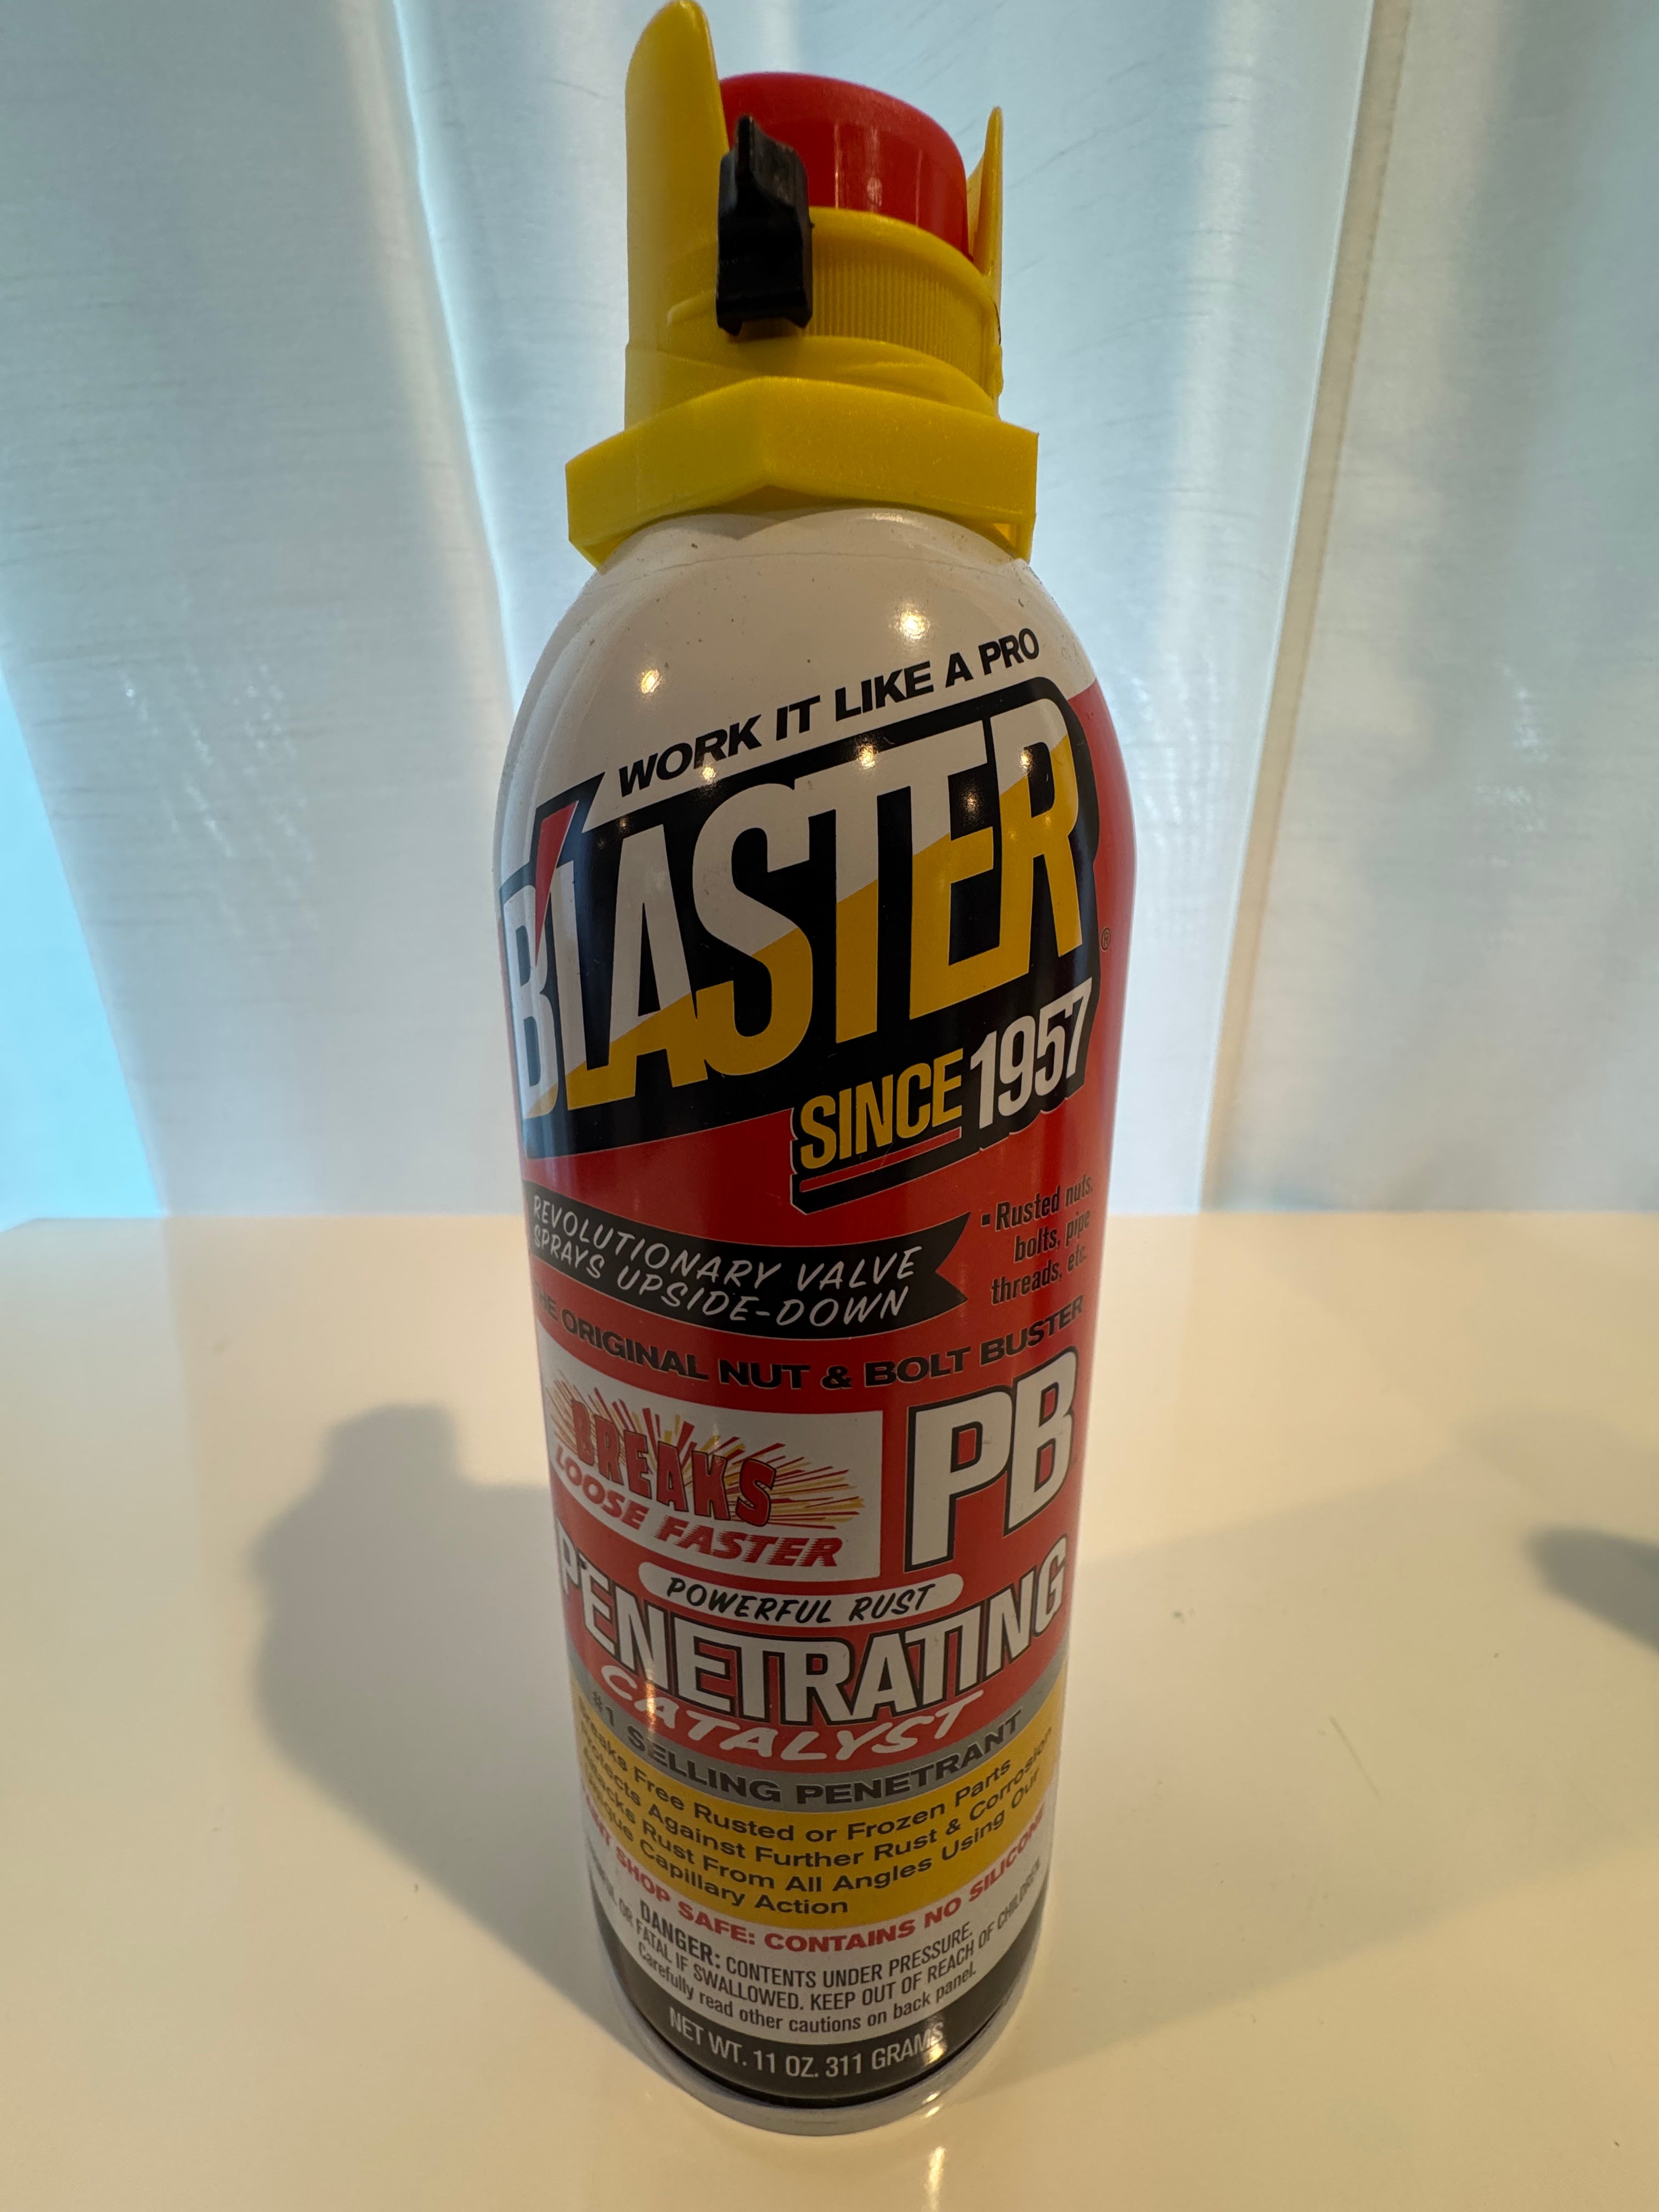 WORK IT LIKE A PRO
B'LASTER
®
SINCE 1957
REVOLUTIONARY VALVE
SPRAYS UPSIDE-DOWN
▪ Rusted nuts,
bolts, pipe
threads, etc.
THE ORIGINAL NUT & BOLT BUSTER
BREAKS
LOOSE FASTER
PB
POWERFUL RUST
PENETRATING
CATALYST
#1 SELLING PENETRANT
Breaks Free Rusted or Frozen Parts
Protects Against Further Rust & Corrosion
Attacks Rust From All Angles Using Our
Unique Capillary Action
SHOP SAFE: CONTAINS NO SILICONE
DANGER: CONTENTS UNDER PRESSURE.
OR FATAL IF SWALLOWED. KEEP OUT OF REACH OF CHILDREN.
Carefully read other cautions on back panel.
NET WT. 11 OZ. 311 GRAMS